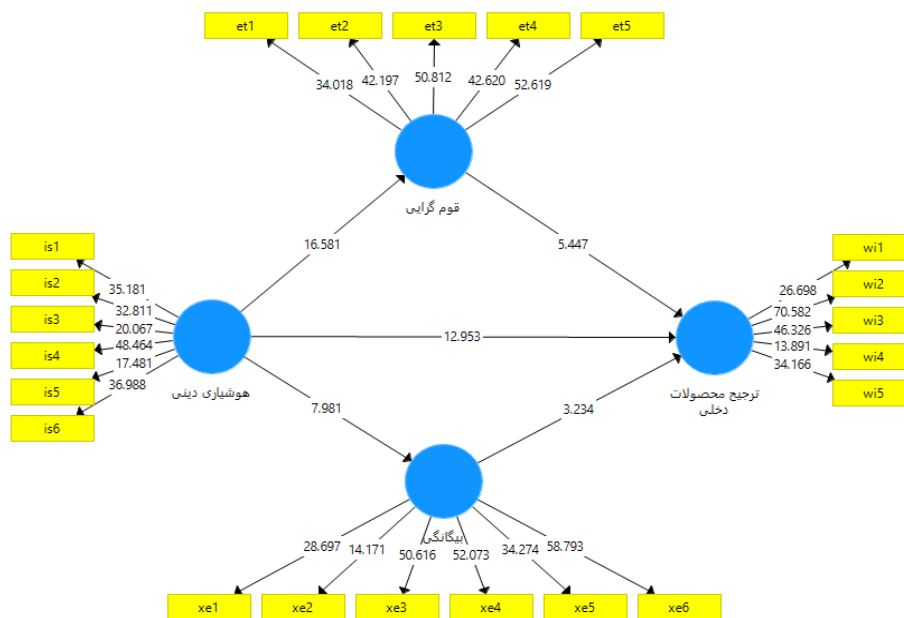 et1
et2
et3
et4
et5
34.018
42.197
50.812
42.620
52.619
قوم گرایی
16.581
5.447
is1
is2
is3
is4
is5
is6
35.181
32.811
20.067
48.464
17.481
36.988
هوشیاری دینی
12.953
wi1
wi2
wi3
wi4
wi5
26.698
70.582
46.326
13.891
34.166
ترجیح محصولات
دخلی
7.981
3.234
بیگانگی
28.697
14.171
50.616
52.073
34.274
58.793
xe1
xe2
xe3
xe4
xe5
xe6